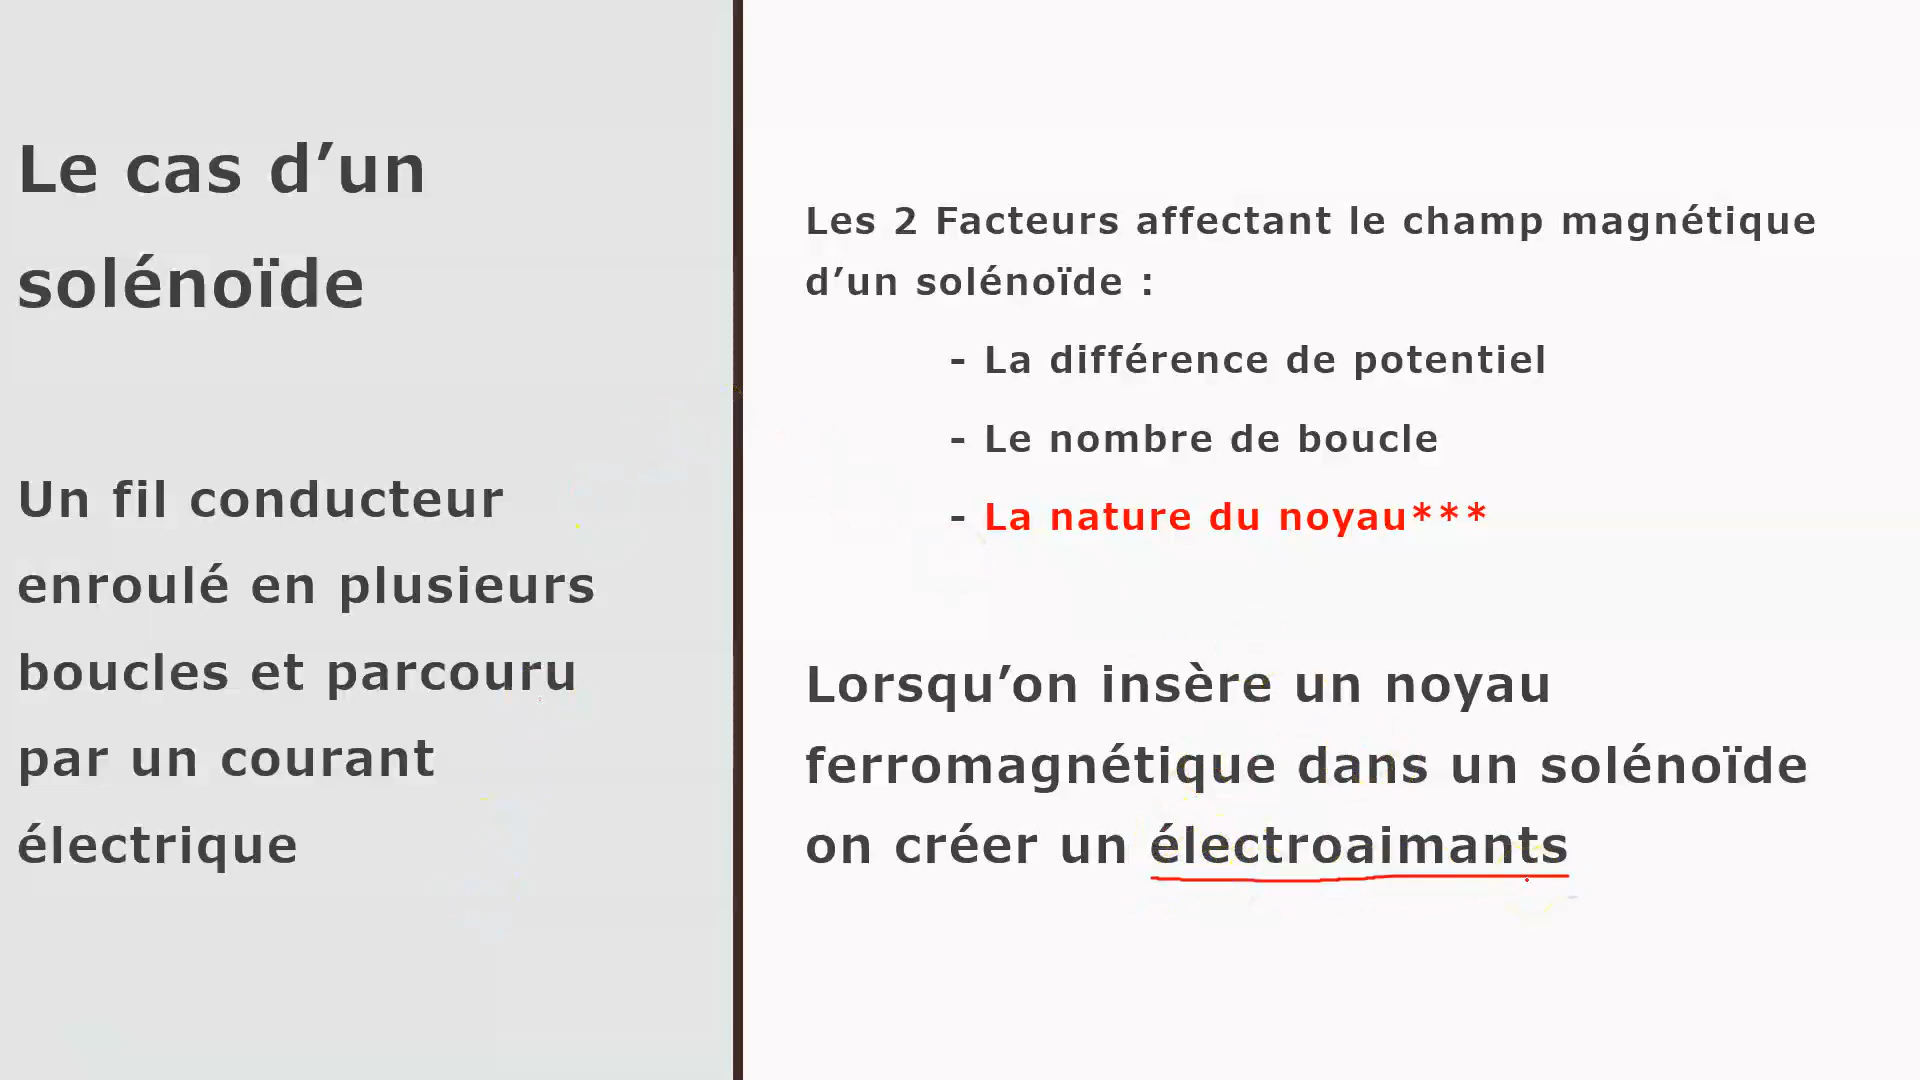 Le cas d’un
solénoïde
Un fil conducteur
enroulé en plusieurs
boucles et parcouru
par un courant
électrique
Les 2 Facteurs affectant le champ magnétique
d’un solénoïde :
- La différence de potentiel
- Le nombre de boucle
- La nature du noyau***
Lorsqu’on insère un noyau
ferromagnétique dans un solénoïde
on créer un électroaimants